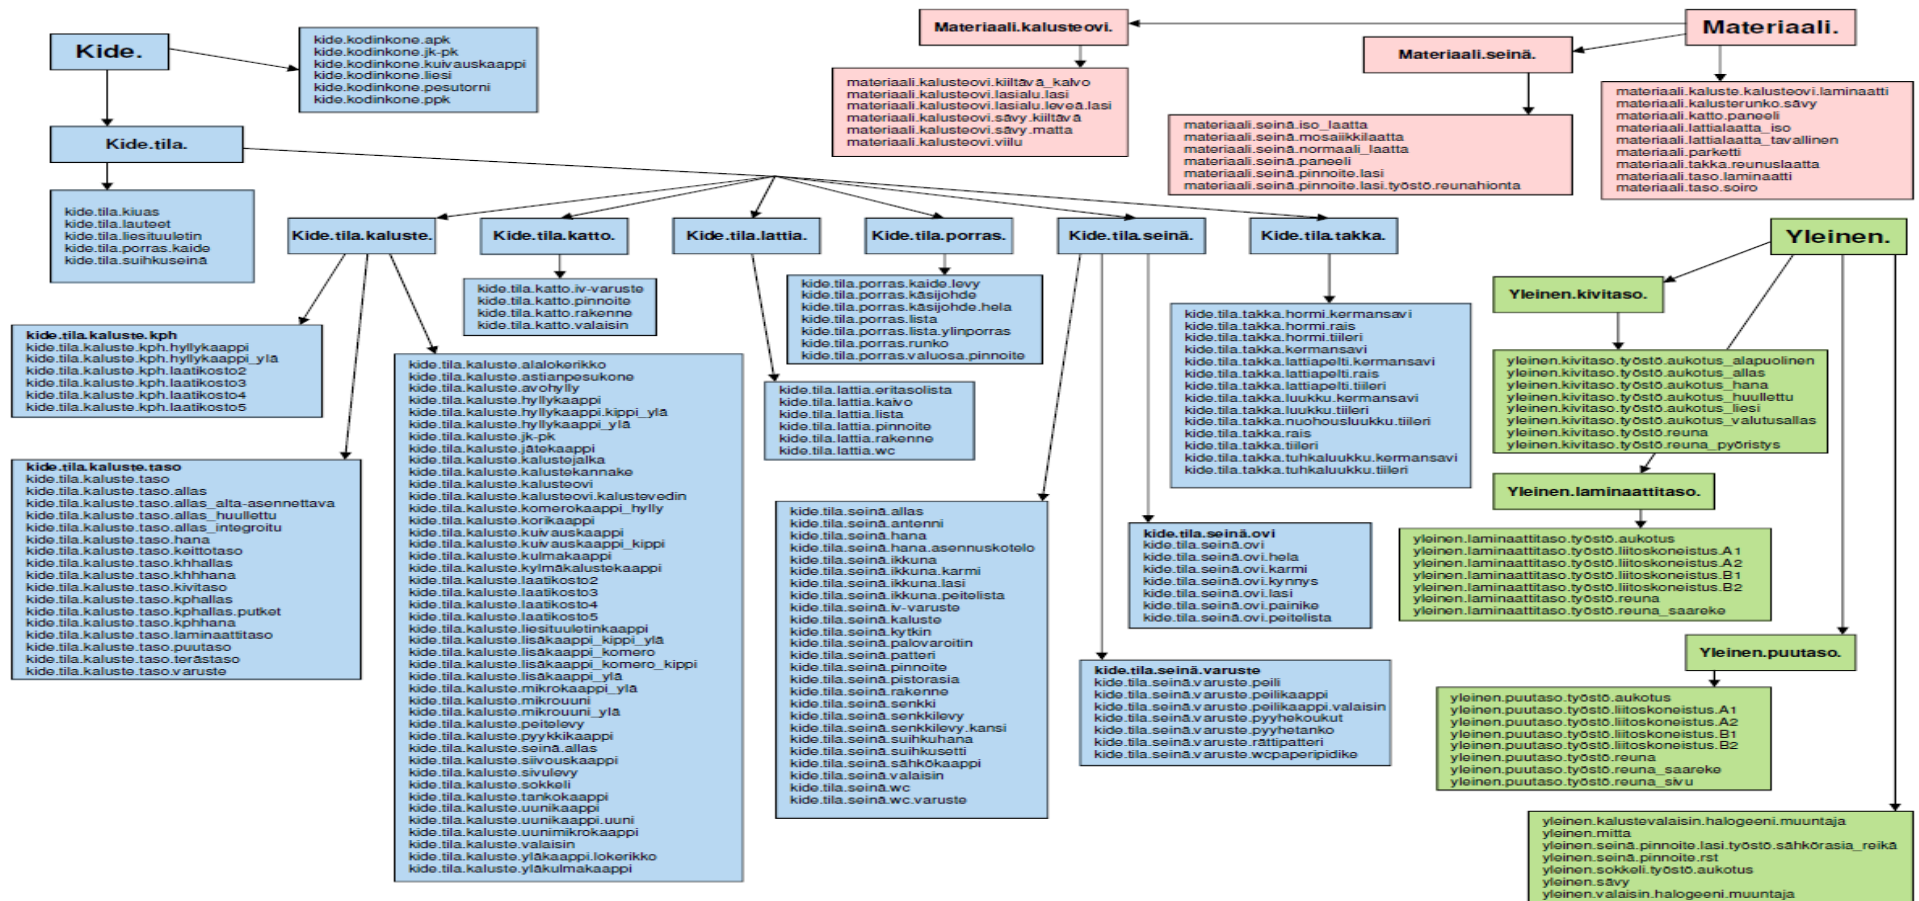 Kide.
kide.kodinkone.apk
kide.kodinkone.jk-pk
kide.kodinkone.kuivauskaappi
kide.kodinkone.liesi
kide.kodinkone.pesutorni
kide.kodinkone.ppk
Kide.tila.
kide.tila.kiuas
kide.tila.lauteet
kide.tila.liesituuletin
kide.tila.porras.kaide
kide.tila.suihkuseinä
Kide.tila.kaluste.
kide.tila.kaluste.kph
kide.tila.kaluste.kph.hyllykaappi
kide.tila.kaluste.kph.hyllykaappi_ylä
kide.tila.kaluste.kph.laatikosto2
kide.tila.kaluste.kph.laatikosto3
kide.tila.kaluste.kph.laatikosto4
kide.tila.kaluste.kph.laatikosto5
kide.tila.kaluste.taso
kide.tila.kaluste.taso
kide.tila.kaluste.taso.allas
kide.tila.kaluste.taso.allas_alta-asennettava
kide.tila.kaluste.taso.allas_huullettu
kide.tila.kaluste.taso.allas_integroitu
kide.tila.kaluste.taso.hana
kide.tila.kaluste.taso.keittotaso
kide.tila.kaluste.taso.khhallas
kide.tila.kaluste.taso.khhhana
kide.tila.kaluste.taso.kivitaso
kide.tila.kaluste.taso.kphallas
kide.tila.kaluste.taso.kphallas.putket
kide.tila.kaluste.taso.kphhana
kide.tila.kaluste.taso.laminaattitaso
kide.tila.kaluste.taso.puutaso
kide.tila.kaluste.taso.terästaso
kide.tila.kaluste.taso.varuste
kide.tila.kaluste.alalokerikko
kide.tila.kaluste.astianpesukone
kide.tila.kaluste.avohylly
kide.tila.kaluste.hyllykaappi
kide.tila.kaluste.hyllykaappi.kippi_ylä
kide.tila.kaluste.hyllykaappi_ylä
kide.tila.kaluste.jk-pk
kide.tila.kaluste.jätekaappi
kide.tila.kaluste.kalustejalka
kide.tila.kaluste.kalustekannake
kide.tila.kaluste.kalusteovi
kide.tila.kaluste.kalusteovi.kalustevedin
kide.tila.kaluste.komerokaappi_hylly
kide.tila.kaluste.korikaappi
kide.tila.kaluste.kuivauskaappi
kide.tila.kaluste.kuivauskaappi_kippi
kide.tila.kaluste.kulmakaappi
kide.tila.kaluste.kylmäkalustekaappi
kide.tila.kaluste.laatikosto2
kide.tila.kaluste.laatikosto3
kide.tila.kaluste.laatikosto4
kide.tila.kaluste.laatikosto5
kide.tila.kaluste.liesituuletinkaappi
kide.tila.kaluste.lisäkaappi_kippi_ylä
kide.tila.kaluste.lisäkaappi_komero
kide.tila.kaluste.lisäkaappi_komero_kippi
kide.tila.kaluste.lisäkaappi_ylä
kide.tila.kaluste.mikrokaappi_ylä
kide.tila.kaluste.mikrouuni
kide.tila.kaluste.mikrouuni_ylä
kide.tila.kaluste.peitelevy
kide.tila.kaluste.pyykkikaappi
kide.tila.kaluste.seinä.allas
kide.tila.kaluste.siivouskaappi
kide.tila.kaluste.sivulevy
kide.tila.kaluste.sokkeli
kide.tila.kaluste.tankokaappi
kide.tila.kaluste.uunikaappi
kide.tila.kaluste.uunikaappi.uuni
kide.tila.kaluste.uunimikrokaappi
kide.tila.kaluste.valaisin
kide.tila.kaluste.yläkaappi.lokerikko
kide.tila.kaluste.yläkulmakaappi
Kide.tila.katto.
kide.tila.katto.iv-varuste
kide.tila.katto.pinnoite
kide.tila.katto.rakenne
kide.tila.katto.valaisin
Kide.tila.lattia.
kide.tila.lattia.eritasolista
kide.tila.lattia.kaivo
kide.tila.lattia.lista
kide.tila.lattia.pinnoite
kide.tila.lattia.rakenne
kide.tila.lattia.wc
Kide.tila.porras.
kide.tila.porras.kaide.levy
kide.tila.porras.käsijohde
kide.tila.porras.käsijohde.hela
kide.tila.porras.lista
kide.tila.porras.lista.ylinporras
kide.tila.porras.runko
kide.tila.porras.valuosa.pinnoite
Kide.tila.seinä.
kide.tila.seinä.allas
kide.tila.seinä.antenni
kide.tila.seinä.hana
kide.tila.seinä.hana.asennuskotelo
kide.tila.seinä.ikkuna
kide.tila.seinä.ikkuna.karmi
kide.tila.seinä.ikkuna.lasi
kide.tila.seinä.ikkuna.peitelista
kide.tila.seinä.iv-varuste
kide.tila.seinä.kaluste
kide.tila.seinä.kytkin
kide.tila.seinä.palovaroitin
kide.tila.seinä.patteri
kide.tila.seinä.pinnoite
kide.tila.seinä.pistorasia
kide.tila.seinä.rakenne
kide.tila.seinä.senkki
kide.tila.seinä.senkkilevy
kide.tila.seinä.senkkilevy.kansi
kide.tila.seinä.suihkuhana
kide.tila.seinä.suihkusetti
kide.tila.seinä.sähkökaappi
kide.tila.seinä.valaisin
kide.tila.seinä.wc
kide.tila.seinä.wc.varuste
kide.tila.seinä.ovi
kide.tila.seinä.ovi
kide.tila.seinä.ovi.hela
kide.tila.seinä.ovi.karmi
kide.tila.seinä.ovi.kynnys
kide.tila.seinä.ovi.lasi
kide.tila.seinä.ovi.painike
kide.tila.seinä.ovi.peitelista
kide.tila.seinä.varuste
kide.tila.seinä.varuste.peili
kide.tila.seinä.varuste.peilikaappi
kide.tila.seinä.varuste.peilikaappi.valaisin
kide.tila.seinä.varuste.pyyhekoukut
kide.tila.seinä.varuste.pyyhetanko
kide.tila.seinä.varuste.rättipatteri
kide.tila.seinä.varuste.wcpaperipidike
Kide.tila.takka.
kide.tila.takka.hormi.kermansavi
kide.tila.takka.hormi.rais
kide.tila.takka.hormi.tiileri
kide.tila.takka.kermansavi
kide.tila.takka.lattiapelti.kermansavi
kide.tila.takka.lattiapelti.rais
kide.tila.takka.lattiapelti.tiileri
kide.tila.takka.luukku.kermansavi
kide.tila.takka.luukku.tiileri
kide.tila.takka.nuohousluukku.tiileri
kide.tila.takka.rais
kide.tila.takka.tiileri
kide.tila.takka.tuhkaluukku.kermansavi
kide.tila.takka.tuhkaluukku.tiileri
Materiaali.
Materiaali.kalusteovi.
materiaali.kalusteovi.kiiltävä_kalvo
materiaali.kalusteovi.lasialu.lasi
materiaali.kalusteovi.lasialu.leveä.lasi
materiaali.kalusteovi.sävy.kiiltävä
materiaali.kalusteovi.sävy.matta
materiaali.kalusteovi.viilu
Materiaali.seinä.
materiaali.seinä.iso_laatta
materiaali.seinä.mosaiikkilaatta
materiaali.seinä.normaali_laatta
materiaali.seinä.paneeli
materiaali.seinä.pinnoite.lasi
materiaali.seinä.pinnoite.lasi.työstö.reunahionta
materiaali.kaluste.kalusteovi.laminaatti
materiaali.kalusterunko.sävy
materiaali.katto.paneeli
materiaali.lattialaatta_iso
materiaali.lattialaatta_tavallinen
materiaali.parketti
materiaali.takka.reunuslaatta
materiaali.taso.laminaatti
materiaali.taso.soiro
Yleinen.
Yleinen.kivitaso.
yleinen.kivitaso.työstö.aukotus_alapuolinen
yleinen.kivitaso.työstö.aukotus_allas
yleinen.kivitaso.työstö.aukotus_hana
yleinen.kivitaso.työstö.aukotus_huullettu
yleinen.kivitaso.työstö.aukotus_liesi
yleinen.kivitaso.työstö.aukotus_valutusallas
yleinen.kivitaso.työstö.reuna
yleinen.kivitaso.työstö.reuna_pyöristys
Yleinen.laminaattitaso.
yleinen.laminaattitaso.työstö.aukotus
yleinen.laminaattitaso.työstö.liitoskoneistus.A1
yleinen.laminaattitaso.työstö.liitoskoneistus.A2
yleinen.laminaattitaso.työstö.liitoskoneistus.B1
yleinen.laminaattitaso.työstö.liitoskoneistus.B2
yleinen.laminaattitaso.työstö.reuna
yleinen.laminaattitaso.työstö.reuna_saareke
Yleinen.puutaso.
yleinen.puutaso.työstö.aukotus
yleinen.puutaso.työstö.liitoskoneistus.A1
yleinen.puutaso.työstö.liitoskoneistus.A2
yleinen.puutaso.työstö.liitoskoneistus.B1
yleinen.puutaso.työstö.liitoskoneistus.B2
yleinen.puutaso.työstö.reuna
yleinen.puutaso.työstö.reuna_saareke
yleinen.puutaso.työstö.reuna_sivu
yleinen.kalustevalaisin.halogeeni.muuntaja
yleinen.mitta
yleinen.seinä.pinnoite.lasi.työstö.sähkörasia_reikä
yleinen.seinä.pinnoite.rst
yleinen.sokkeli.työstö.aukotus
yleinen.sävy
yleinen.valaisin.halogeeni.muuntaja